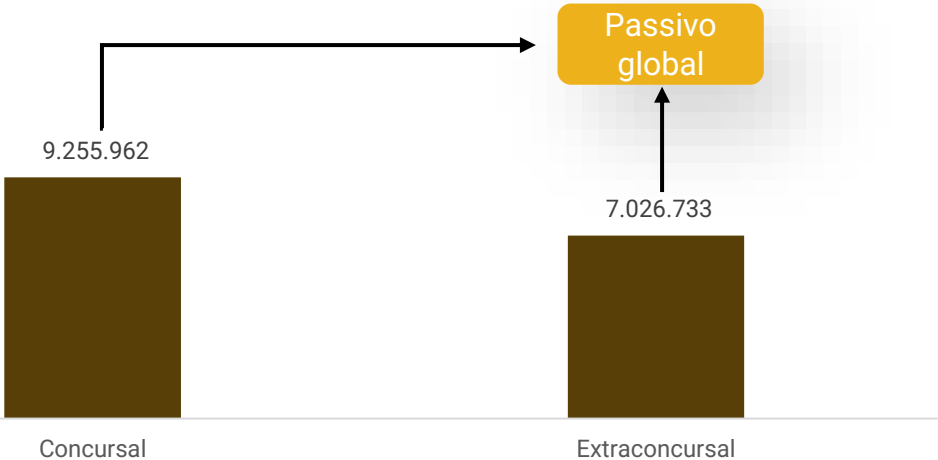 Passivo
global
9.255.962
7.026.733
Concursal
Extraconcursal